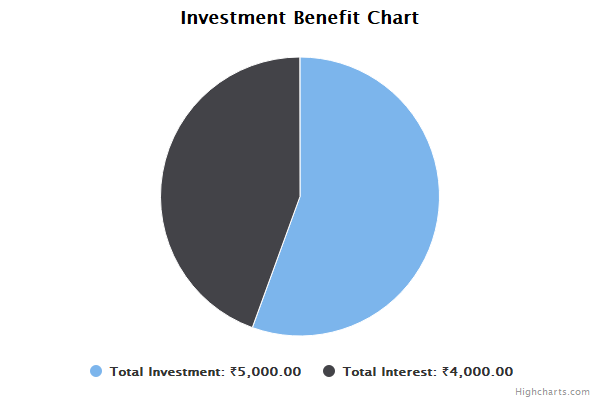 Investment Benefit Chart
Total Investment: ₹5,000.00 Total Interest: ₹4,000.00
Highcharts.com